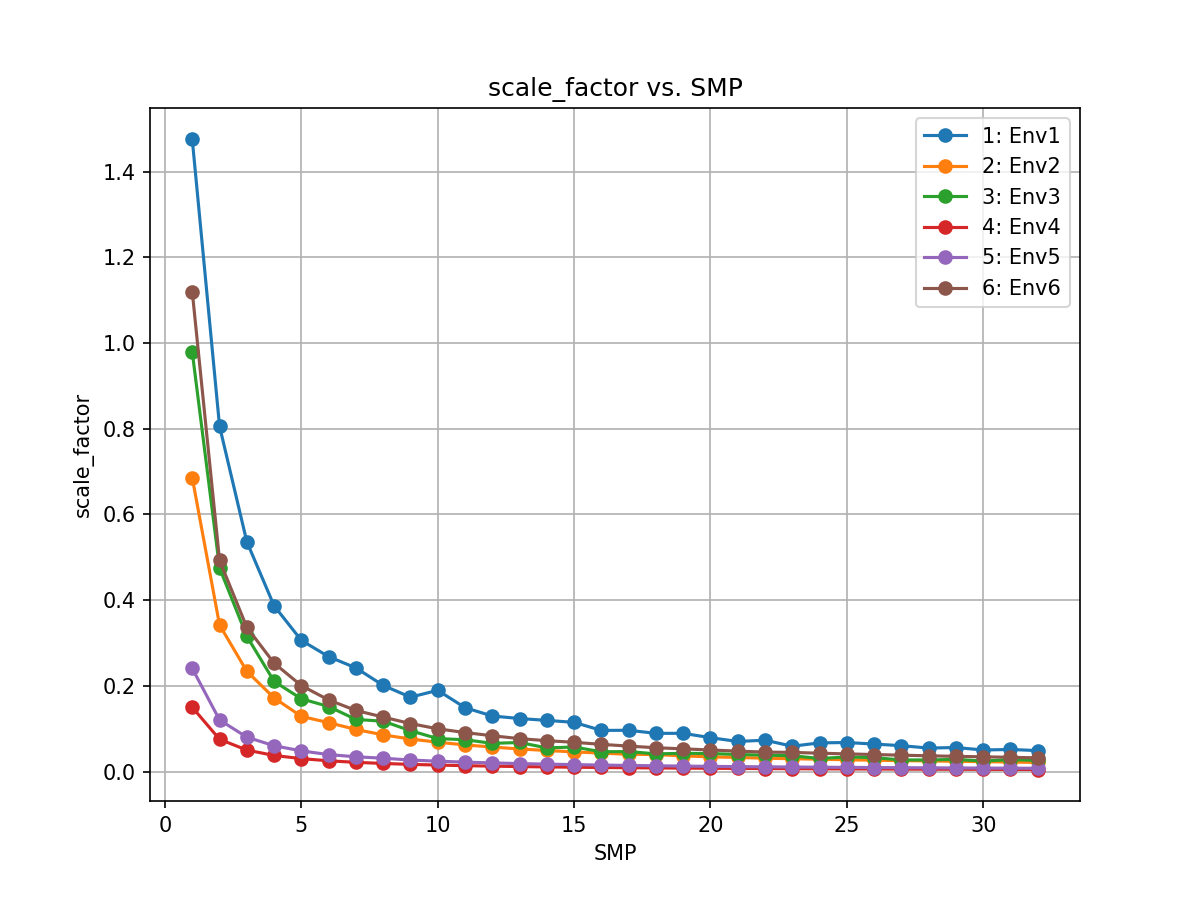 scale_factor vs. SMP
1.4
1.2
1.0
0.8
0.6
0.4
0.2
0.0
scale_factor
0 5 10 15 20 25 30
SMP
1: Env1
2: Env2
3: Env3
4: Env4
5: Env5
6: Env6